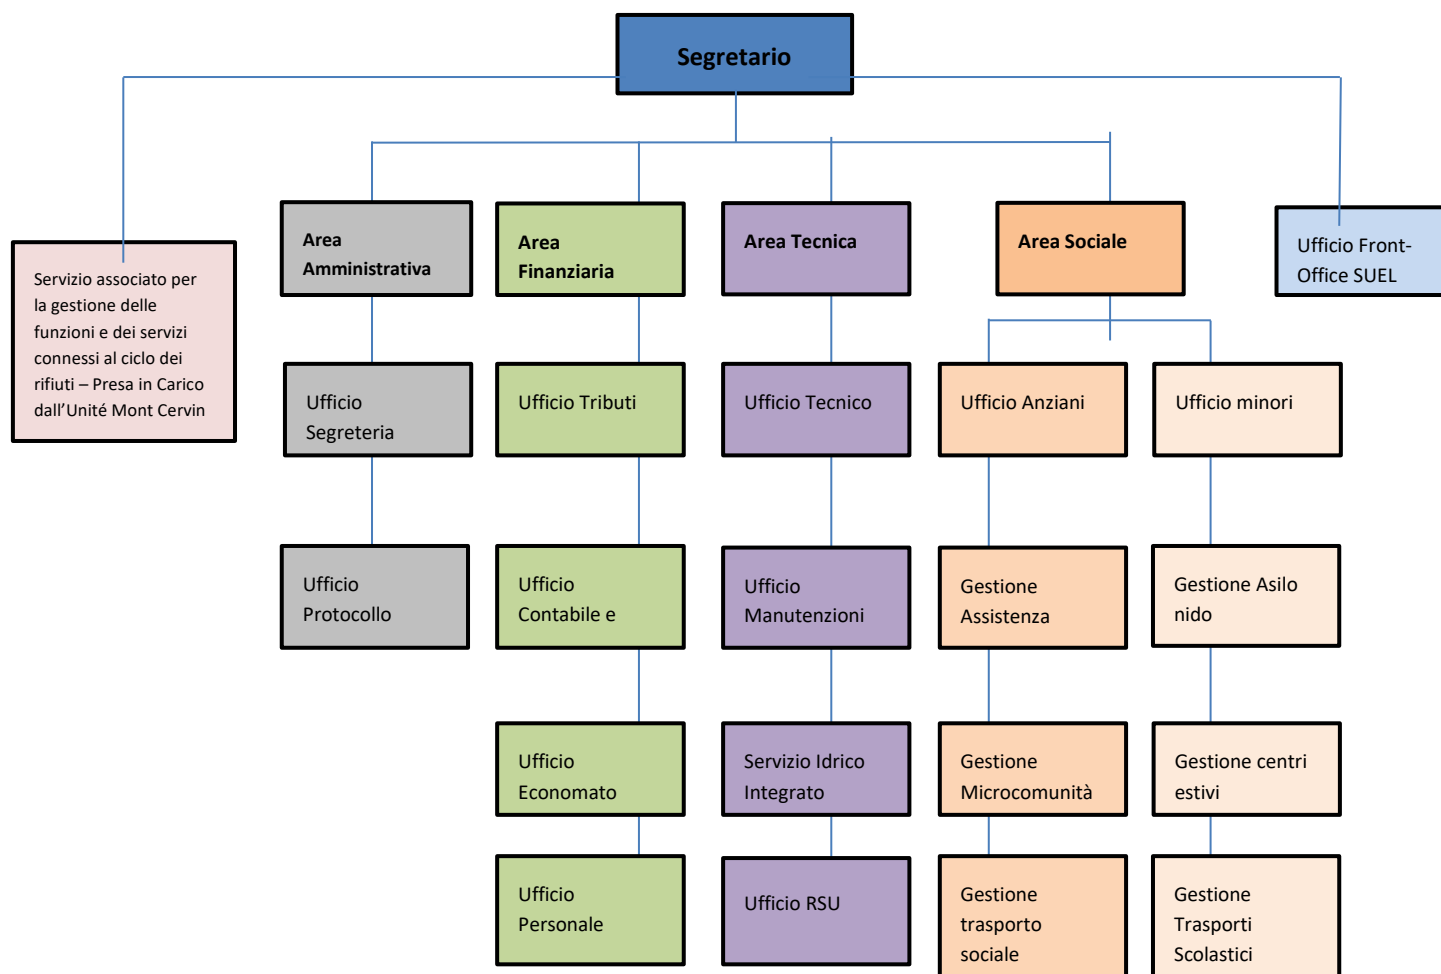 Segretario
Area
Amministrativa
Area
Finanziaria
Area Tecnica
Area Sociale
Ufficio Front-
Office SUEL
Servizio associato per
la gestione delle
funzioni e dei servizi
connessi al ciclo dei
rifiuti – Presa in Carico
dall'Unité Mont Cervin
Ufficio
Segreteria
Ufficio Tributi
Ufficio Tecnico
Ufficio Anziani
Ufficio minori
Ufficio
Protocollo
Ufficio
Contabile e
Ufficio
Manutenzioni
Gestione
Assistenza
Gestione Asilo
nido
Ufficio
Economato
Servizio Idrico
Integrato
Gestione
Microcomunità
Gestione centri
estivi
Ufficio
Personale
Ufficio RSU
Gestione
trasporto
sociale
Gestione
Trasporti
Scolastici